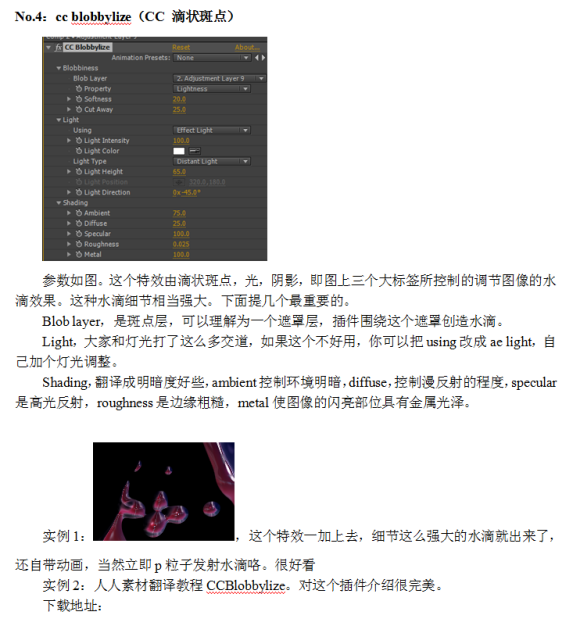 No.4：cc blobbylize（CC 滴状斑点）
Comp 2 • Adjustment Layer 9
fx CC Blobbylize Reset About...
Animation Presets: None
Blobbiness
Blob Layer 2. Adjustment Layer 9
Property Lightness
Softness 20.0
Cut Away 25.0
Light
Using Effect Light
Light Intensity 100.0
Light Color
Light Type Distant Light
Light Height 65.0
Light Position
Light Direction 0x-45.0°
Shading
Ambient 75.0
Diffuse 25.0
Specular 100.0
Roughness 0.025
Metal 100.0
参数如图。这个特效由滴状斑点，光，阴影，即图上三个大标签所控制的调节图像的水
滴效果。这种水滴细节相当强大。下面提几个最重要的。
Blob layer，是斑点层，可以理解为一个遮罩层，插件围绕这个遮罩创造水滴。
Light，大家和灯光打了这么多交道，如果这个不好用，你可以把 using 改成 ae light，自
己加个灯光调整。
Shading，翻译成明暗度好些，ambient 控制环境明暗，diffuse，控制漫反射的程度，specular
是高光反射，roughness 是边缘粗糙，metal 使图像的闪亮部位具有金属光泽。
实例 1：，这个特效一加上去，细节这么强大的水滴就出来了，
还自带动画，当然立即 p 粒子发射水滴咯。很好看
实例 2：人人素材翻译教程 CCBlobbylize。对这个插件介绍很完美。
下载地址：